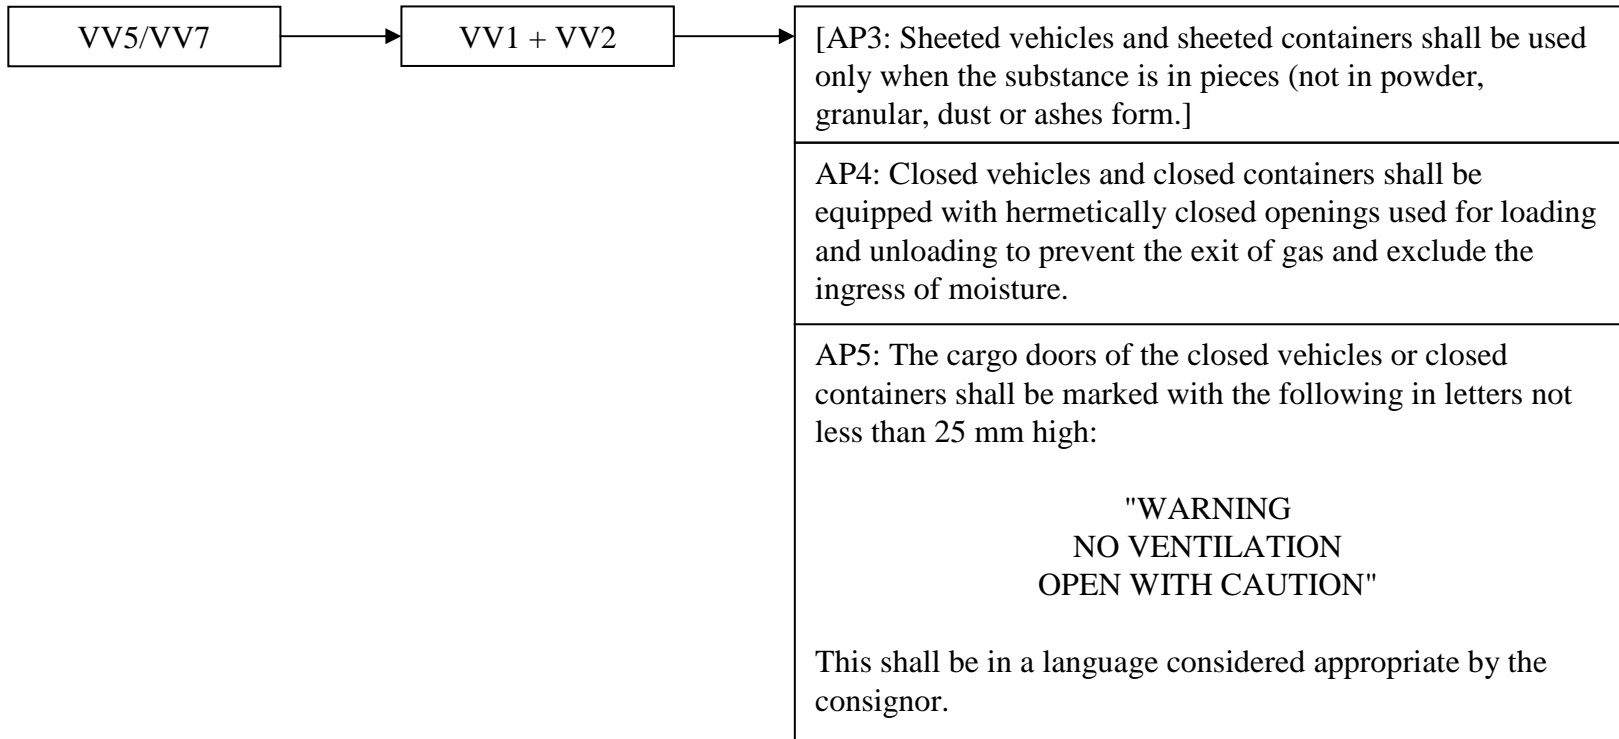 VV5/VV7
VV1 + VV2
[AP3: Sheeted vehicles and sheeted containers shall be used
only when the substance is in pieces (not in powder,
granular, dust or ashes form.]
AP4: Closed vehicles and closed containers shall be
equipped with hermetically closed openings used for loading
and unloading to prevent the exit of gas and exclude the
ingress of moisture.
AP5: The cargo doors of the closed vehicles or closed
containers shall be marked with the following in letters not
less than 25 mm high:
"WARNING
NO VENTILATION
OPEN WITH CAUTION"
This shall be in a language considered appropriate by the
consignor.